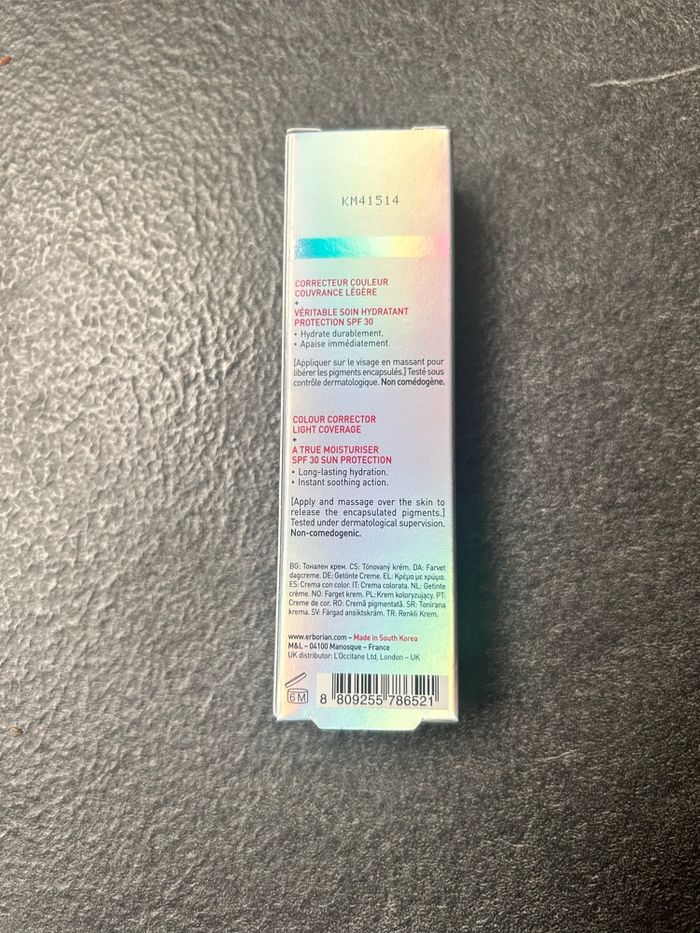 KM41514
CORRECTEUR COULEUR
COUVRANCE LÉGÈRE
+
VÉRITABLE SOIN HYDRATANT
PROTECTION SPF 30
• Hydrate durablement.
• Apaise immédiatement.
[Appliquer sur le visage en massant pour
libérer les pigments encapsulés.] Testé sous
contrôle dermatologique. Non comédogène.
COLOUR CORRECTOR
LIGHT COVERAGE
+
A TRUE MOISTURISER
SPF 30 SUN PROTECTION
• Long-lasting hydration.
• Instant soothing action.
[Apply and massage over the skin to
release the encapsulated pigments.]
Tested under dermatological supervision.
Non-comedogenic.
BG: Тонален крем. CS: Tónovaný krém. DA: Farvet
dagcreme. DE: Getönte Creme. EL: Κρέμα με χρώμα.
ES: Crema con color. IT: Crema colorata. NL: Getinte
crème. NO: Farget krem. PL: Krem koloryzujący. PT:
Creme de cor. RO: Cremă pigmentată. SR: Tonirana
krema. SV: Färgad ansiktskräm. TR: Renkli Krem.
www.erborian.com – Made in South Korea
M&L – 04100 Manosque – France
UK distributor: L'Occitane Ltd, London – UK
6 M
8 809255 786521